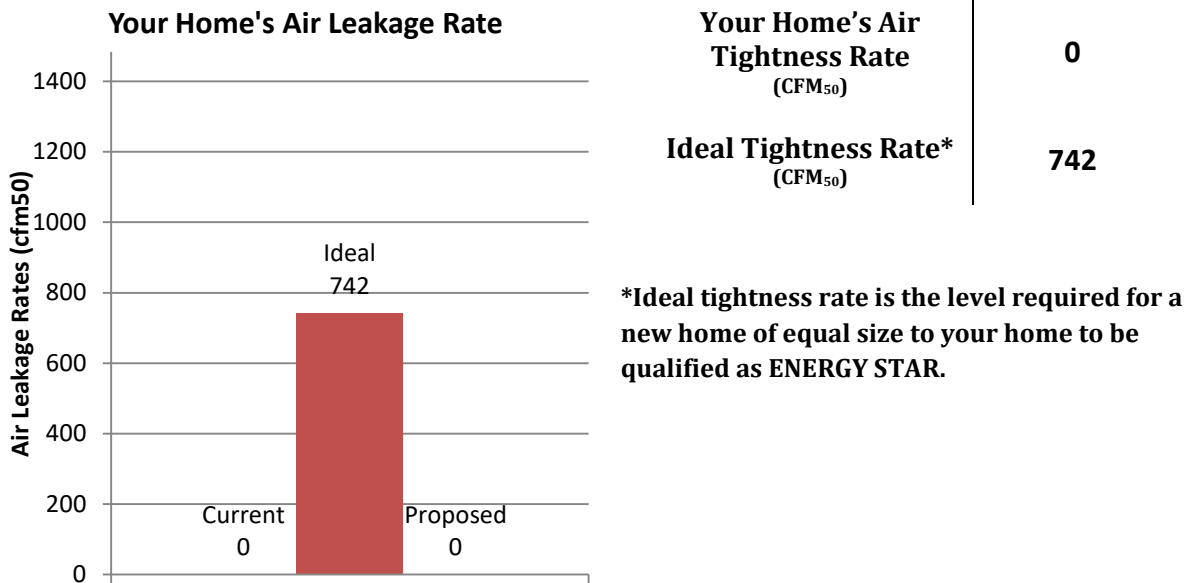 Your Home's Air Leakage Rate
Air Leakage Rates (cfm50)
1400
1200
1000
800
600
400
200
0
Ideal
742
Current
0
Proposed
0
Your Home’s Air
Tightness Rate
(CFM₅₀)
0
Ideal Tightness Rate*
(CFM₅₀)
742
*Ideal tightness rate is the level required for a
new home of equal size to your home to be
qualified as ENERGY STAR.